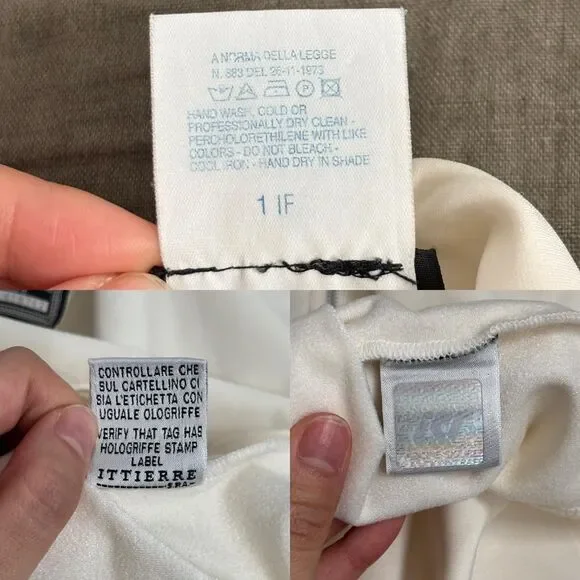 A NORMA DELLA LEGGE
N. 883 DEL 26-11-1973
HAND WASH, COLD OR
PROFESSIONALLY DRY CLEAN -
PERCHLORETHILENE WITH LIKE
COLORS - DO NOT BLEACH -
COOL IRON - HAND DRY IN SHADE
1 IF
CONTROLLARE CHE
SUL CARTELLINO CI
SIA L'ETICHETTA CON
UGUALE OLOGRIFFE
VERIFY THAT TAG HAS
HOLOGRIFFE STAMP
LABEL
ITTIERRE
S.P.A.